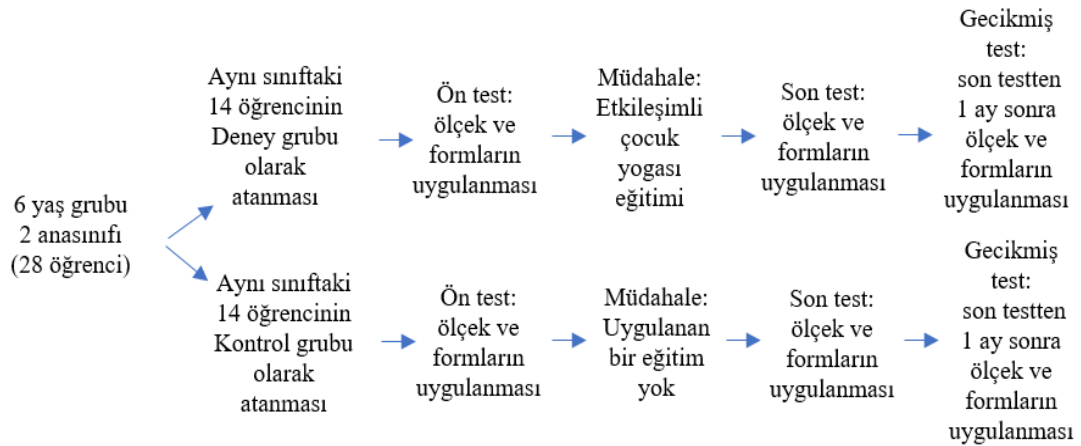 6 yaş grubu
2 anasınıfı
(28 öğrenci)
Aynı sınıftaki
14 öğrencinin
Deney grubu
olarak
atanması
Ön test:
ölçek ve
formların
uygulanması
Müdahale:
Etkileşimli
çocuk
yogası
eğitimi
Son test:
ölçek ve
formların
uygulanması
Gecikmiş
test:
son testten
1 ay sonra
ölçek ve
formların
uygulanması
Aynı sınıftaki
14 öğrencinin
Kontrol grubu
olarak
atanması
Ön test:
ölçek ve
formların
uygulanması
Müdahale:
Uygulanan
bir eğitim
yok
Son test:
ölçek ve
formların
uygulanması
Gecikmiş
test:
son testten
1 ay sonra
ölçek ve
formların
uygulanması